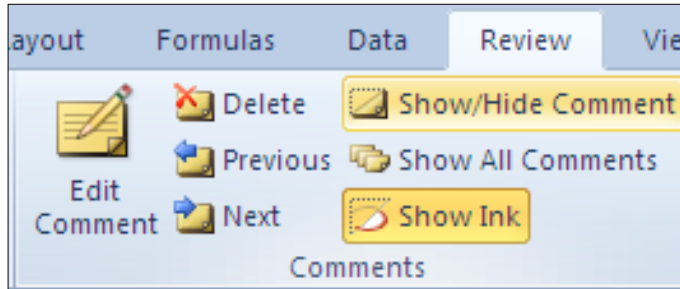 ayout Formulas Data Review Vie
Delete Show/Hide Comment
Previous Show All Comments
Edit
Comment Next Show Ink
Comments